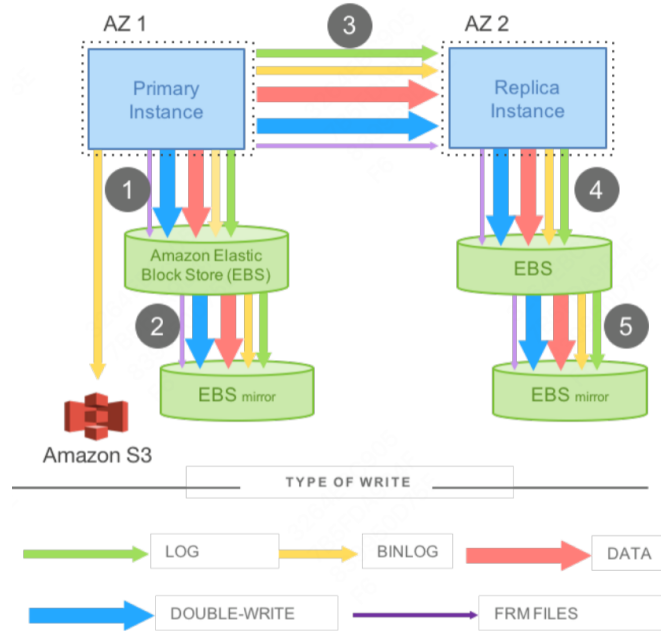 AZ 1
3
AZ 2
Primary
Instance
Replica
Instance
1
4
Amazon Elastic
Block Store (EBS)
EBS
2
5
EBS mirror
EBS mirror
Amazon S3
TYPE OF WRITE
LOG
BINLOG
DATA
DOUBLE-WRITE
FRM FILES